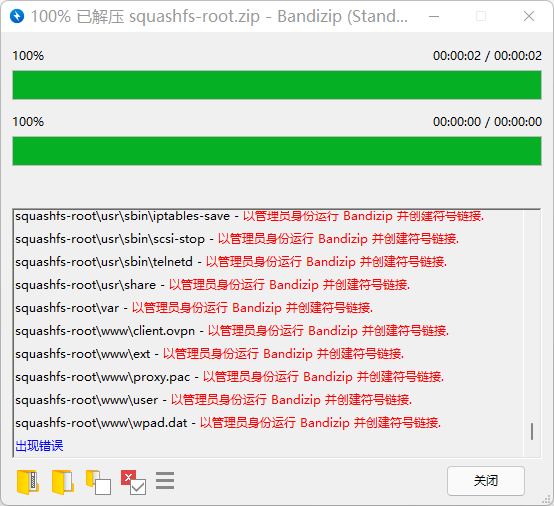 100% 已解压 squashfs-root.zip - Bandizip (Stand...
100% 00:00:02 / 00:00:02
100% 00:00:00 / 00:00:00
squashfs-root\usr\sbin\iptables-save - 以管理员身份运行 Bandizip 并创建符号链接.
squashfs-root\usr\sbin\scsi-stop - 以管理员身份运行 Bandizip 并创建符号链接.
squashfs-root\usr\sbin\telnetd - 以管理员身份运行 Bandizip 并创建符号链接.
squashfs-root\usr\share - 以管理员身份运行 Bandizip 并创建符号链接.
squashfs-root\var - 以管理员身份运行 Bandizip 并创建符号链接.
squashfs-root\www\client.ovpn - 以管理员身份运行 Bandizip 并创建符号链接.
squashfs-root\www\ext - 以管理员身份运行 Bandizip 并创建符号链接.
squashfs-root\www\proxy.pac - 以管理员身份运行 Bandizip 并创建符号链接.
squashfs-root\www\user - 以管理员身份运行 Bandizip 并创建符号链接.
squashfs-root\www\wpad.dat - 以管理员身份运行 Bandizip 并创建符号链接.
出现错误
关闭